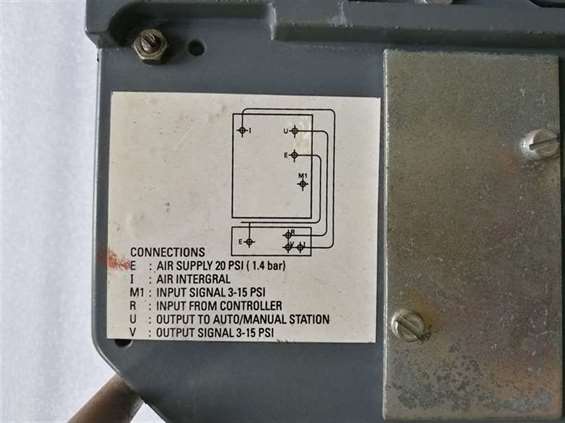 I
U
E
M1
E
R
V I
CONNECTIONS
E : AIR SUPPLY 20 PSI ( 1.4 bar)
I : AIR INTERGRAL
M1 : INPUT SIGNAL 3-15 PSI
R : INPUT FROM CONTROLLER
U : OUTPUT TO AUTO/MANUAL STATION
V : OUTPUT SIGNAL 3-15 PSI